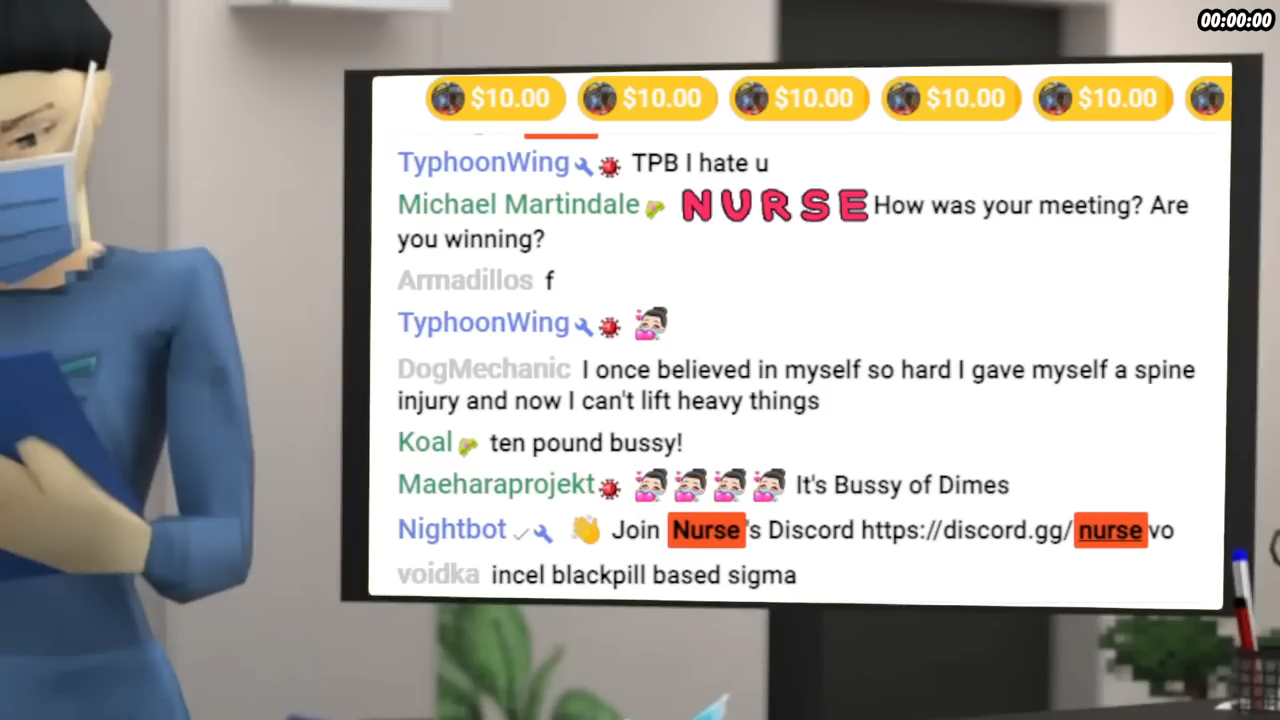 00:00:00
$10.00 $10.00 $10.00 $10.00 $10.00
TyphoonWing TPB I hate u
Michael Martindale NURSE How was your meeting? Are
you winning?
Armadillos f
TyphoonWing
DogMechanic I once believed in myself so hard I gave myself a spine
injury and now I can't lift heavy things
Koal ten pound bussy!
Maeharaprojekt It's Bussy of Dimes
Nightbot Join Nurse's Discord https://discord.gg/nursevo
voidka incel blackpill based sigma